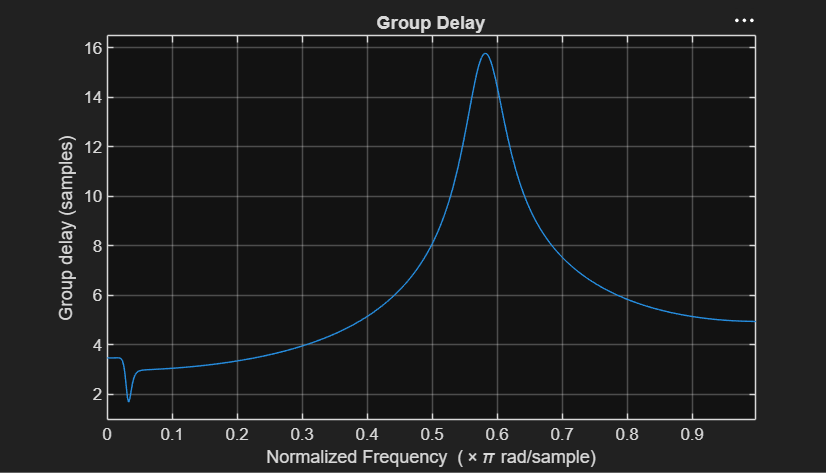 Group Delay
16
14
12
10
8
6
4
2
Group delay (samples)
0 0.1 0.2 0.3 0.4 0.5 0.6 0.7 0.8 0.9
Normalized Frequency ( × π rad/sample)